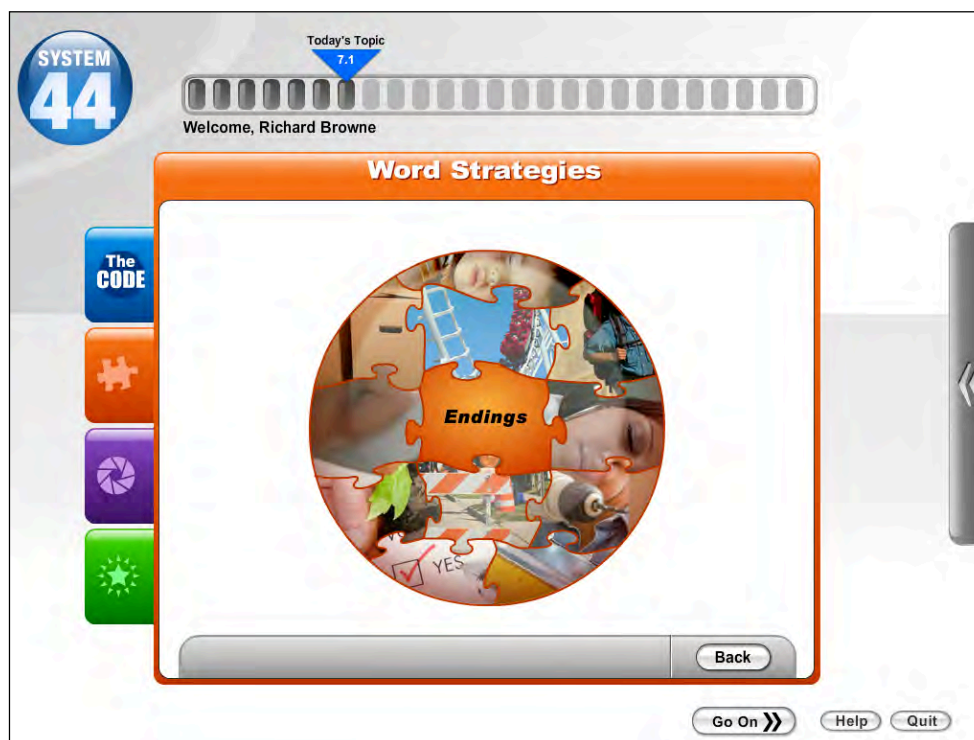 SYSTEM
44
Today's Topic
7.1
Welcome, Richard Browne
Word Strategies
The
CODE
Endings
YES
Back
Go On
Help
Quit